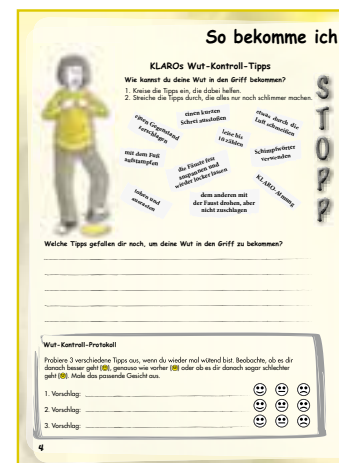 So bekomme ich
KLAROs Wut-Kontroll-Tipps
Wie kannst du deine Wut in den Griff bekommen?
1. Kreise die Tipps ein, die dabei helfen.
2. Streiche die Tipps durch, die alles nur noch schlimmer machen.
einen Gegenstand
zerschlagen
einen kurzen
Schrei ausstoßen
etwas durch die
Luft schmeißen
leise bis
10 zählen
Schimpfwörter
verwenden
mit dem Fuß
aufstampfen
die Fäuste fest
anspannen und
wieder locker lassen
KLARO-Atmung
toben und
ausrasten
dem anderen mit
der Faust drohen, aber
nicht zuschlagen
STOPP
Welche Tipps gefallen dir noch, um deine Wut in den Griff zu bekommen?
Wut-Kontroll-Protokoll
Probiere 3 verschiedene Tipps aus, wenn du wieder mal wütend bist. Beobachte, ob es dir
danach besser geht (), genauso wie vorher () oder ob es dir danach sogar schlechter
geht (). Male das passende Gesicht aus.
1. Vorschlag:
2. Vorschlag:
3. Vorschlag:
4